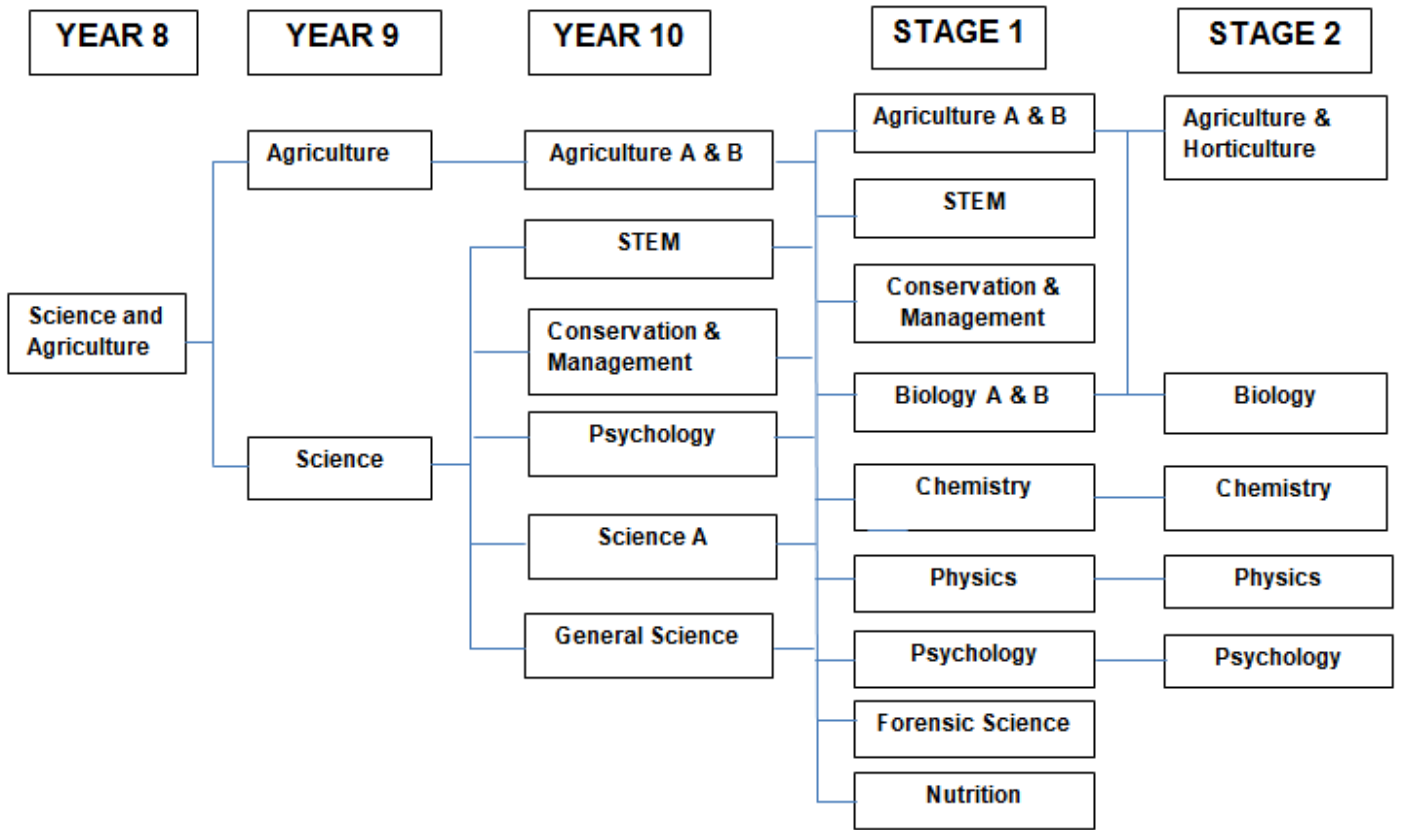 YEAR 8
YEAR 9
YEAR 10
STAGE 1
STAGE 2
Science and
Agriculture
Agriculture
Science
Agriculture A & B
STEM
Conservation &
Management
Psychology
Science A
General Science
Agriculture A & B
STEM
Conservation &
Management
Biology A & B
Chemistry
Physics
Psychology
Forensic Science
Nutrition
Agriculture &
Horticulture
Biology
Chemistry
Physics
Psychology